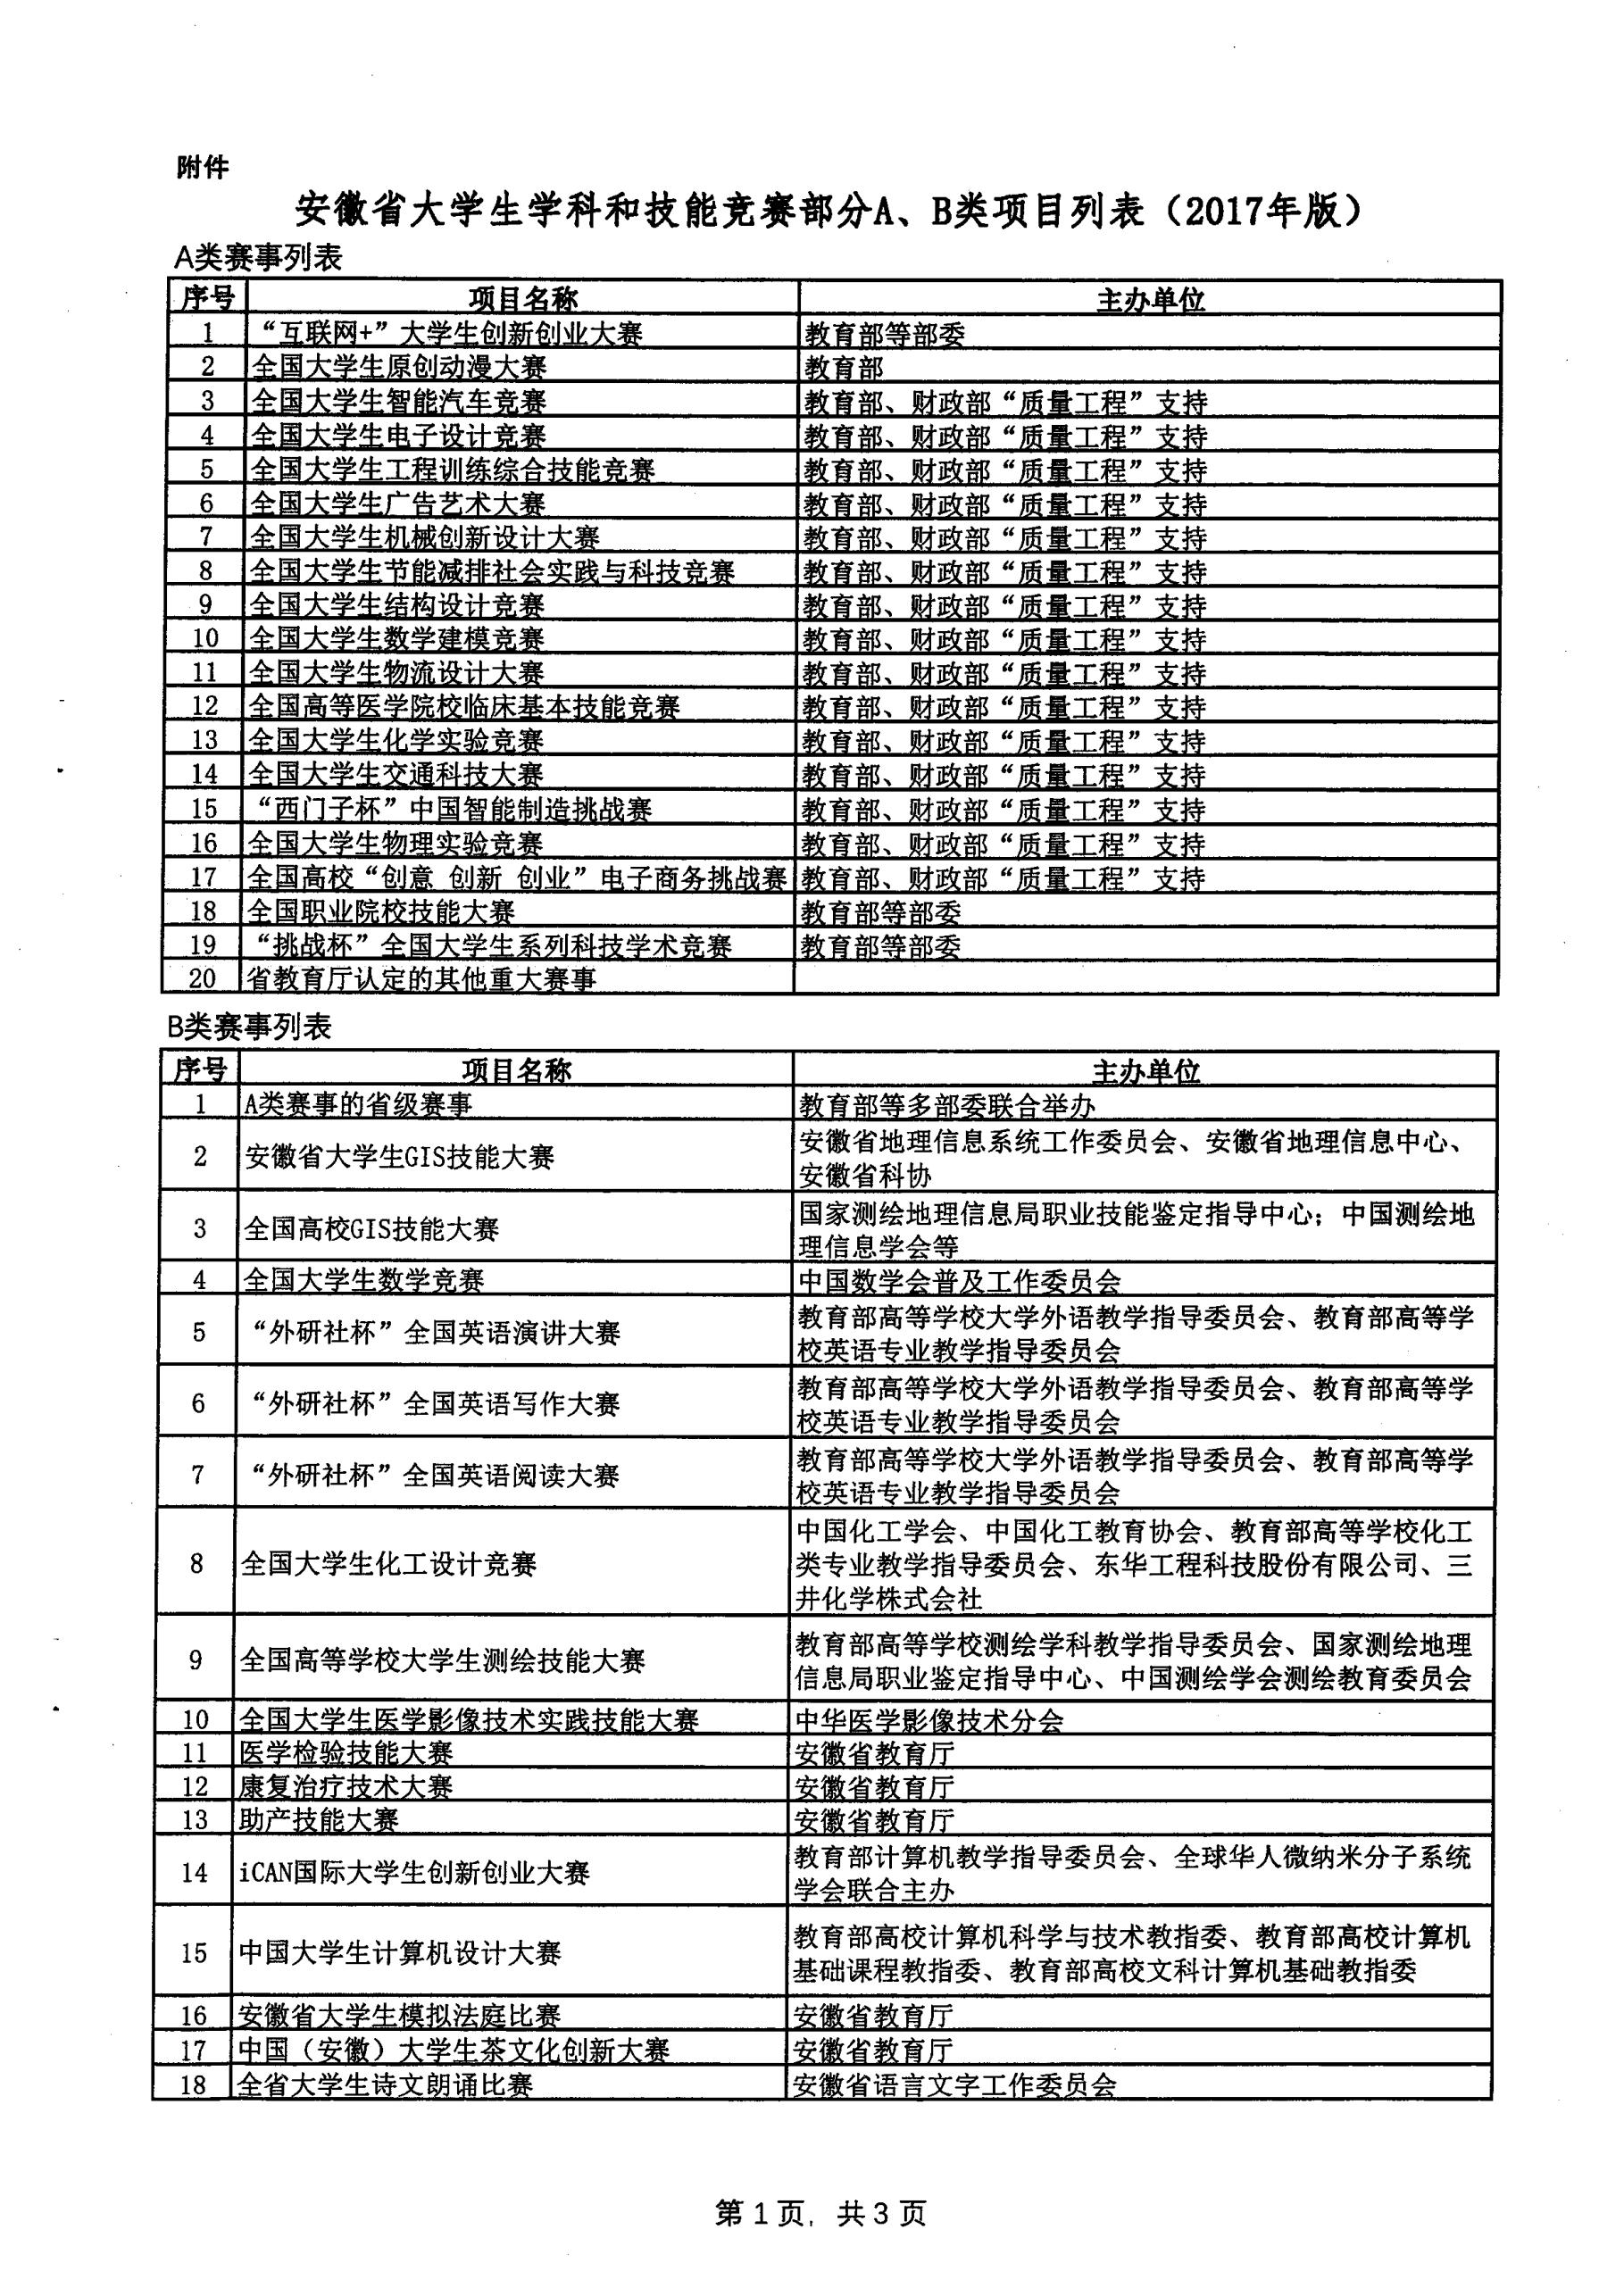 附件
安徽省大学生学科和技能竞赛部分A、B类项目列表（2017年版）
A类赛事列表
序号 项目名称 主办单位
1 “互联网+”大学生创新创业大赛 教育部等部委
2 全国大学生原创动漫大赛 教育部
3 全国大学生智能汽车竞赛 教育部、财政部“质量工程”支持
4 全国大学生电子设计竞赛 教育部、财政部“质量工程”支持
5 全国大学生工程训练综合技能竞赛 教育部、财政部“质量工程”支持
6 全国大学生广告艺术大赛 教育部、财政部“质量工程”支持
7 全国大学生机械创新设计大赛 教育部、财政部“质量工程”支持
8 全国大学生节能减排社会实践与科技竞赛 教育部、财政部“质量工程”支持
9 全国大学生结构设计竞赛 教育部、财政部“质量工程”支持
10 全国大学生数学建模竞赛 教育部、财政部“质量工程”支持
11 全国大学生物流设计大赛 教育部、财政部“质量工程”支持
12 全国高等医学院校临床基本技能竞赛 教育部、财政部“质量工程”支持
13 全国大学生化学实验竞赛 教育部、财政部“质量工程”支持
14 全国大学生交通科技大赛 教育部、财政部“质量工程”支持
15 “西门子杯”中国智能制造挑战赛 教育部、财政部“质量工程”支持
16 全国大学生物理实验竞赛 教育部、财政部“质量工程”支持
17 全国高校“创意 创新 创业”电子商务挑战赛 教育部、财政部“质量工程”支持
18 全国职业院校技能大赛 教育部等部委
19 “挑战杯”全国大学生系列科技学术竞赛 教育部等部委
20 省教育厅认定的其他重大赛事
B类赛事列表
序号 项目名称 主办单位
1 A类赛事的省级赛事 教育部等多部委联合举办
2 安徽省大学生GIS技能大赛 安徽省地理信息系统工作委员会、安徽省地理信息中心、
安徽省科协
3 全国高校GIS技能大赛 国家测绘地理信息局职业技能鉴定指导中心；中国测绘地
理信息学会等
4 全国大学生数学竞赛 中国数学会普及工作委员会
5 “外研社杯”全国英语演讲大赛 教育部高等学校大学外语教学指导委员会、教育部高等学
校英语专业教学指导委员会
6 “外研社杯”全国英语写作大赛 教育部高等学校大学外语教学指导委员会、教育部高等学
校英语专业教学指导委员会
7 “外研社杯”全国英语阅读大赛 教育部高等学校大学外语教学指导委员会、教育部高等学
校英语专业教学指导委员会
8 全国大学生化工设计竞赛 中国化工学会、中国化工教育协会、教育部高等学校化工
类专业教学指导委员会、东华工程科技股份有限公司、三
井化学株式会社
9 全国高等学校大学生测绘技能大赛 教育部高等学校测绘学科教学指导委员会、国家测绘地理
信息局职业鉴定指导中心、中国测绘学会测绘教育委员会
10 全国大学生医学影像技术实践技能大赛 中华医学影像技术分会
11 医学检验技能大赛 安徽省教育厅
12 康复治疗技术大赛 安徽省教育厅
13 助产技能大赛 安徽省教育厅
14 iCAN国际大学生创新创业大赛 教育部计算机教学指导委员会、全球华人微纳米分子系统
学会联合主办
15 中国大学生计算机设计大赛 教育部高校计算机科学与技术教指委、教育部高校计算机
基础课程教指委、教育部高校文科计算机基础教指委
16 安徽省大学生模拟法庭比赛 安徽省教育厅
17 中国（安徽）大学生茶文化创新大赛 安徽省教育厅
18 全省大学生诗文朗诵比赛 安徽省语言文字工作委员会
第 1 页，共 3 页